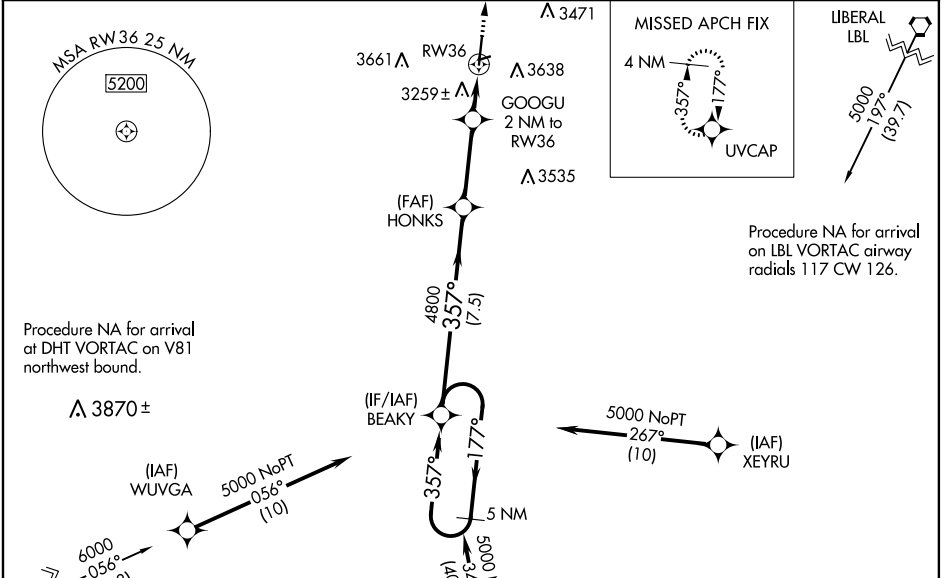 MSA RW 36 25 NM
5200
3471
3661
RW36
3638
3259 ±
GOOGU
2 NM to
RW36
3535
MISSED APCH FIX
4 NM
357°
177°
UVCAP
LIBERAL
LBL
5000
197°
(39.7)
Procedure NA for arrival
on LBL VORTAC airway
radials 117 CW 126.
(FAF)
HONKS
4800
357°
(7.5)
Procedure NA for arrival
at DHT VORTAC on V81
northwest bound.
3870 ±
(IF/IAF)
BEAKY
357°
177°
5 NM
5000 NoPT
267°
(10)
(IAF)
XEYRU
(IAF)
WUVGA
5000 NoPT
056°
(10)
6000
056°
5000